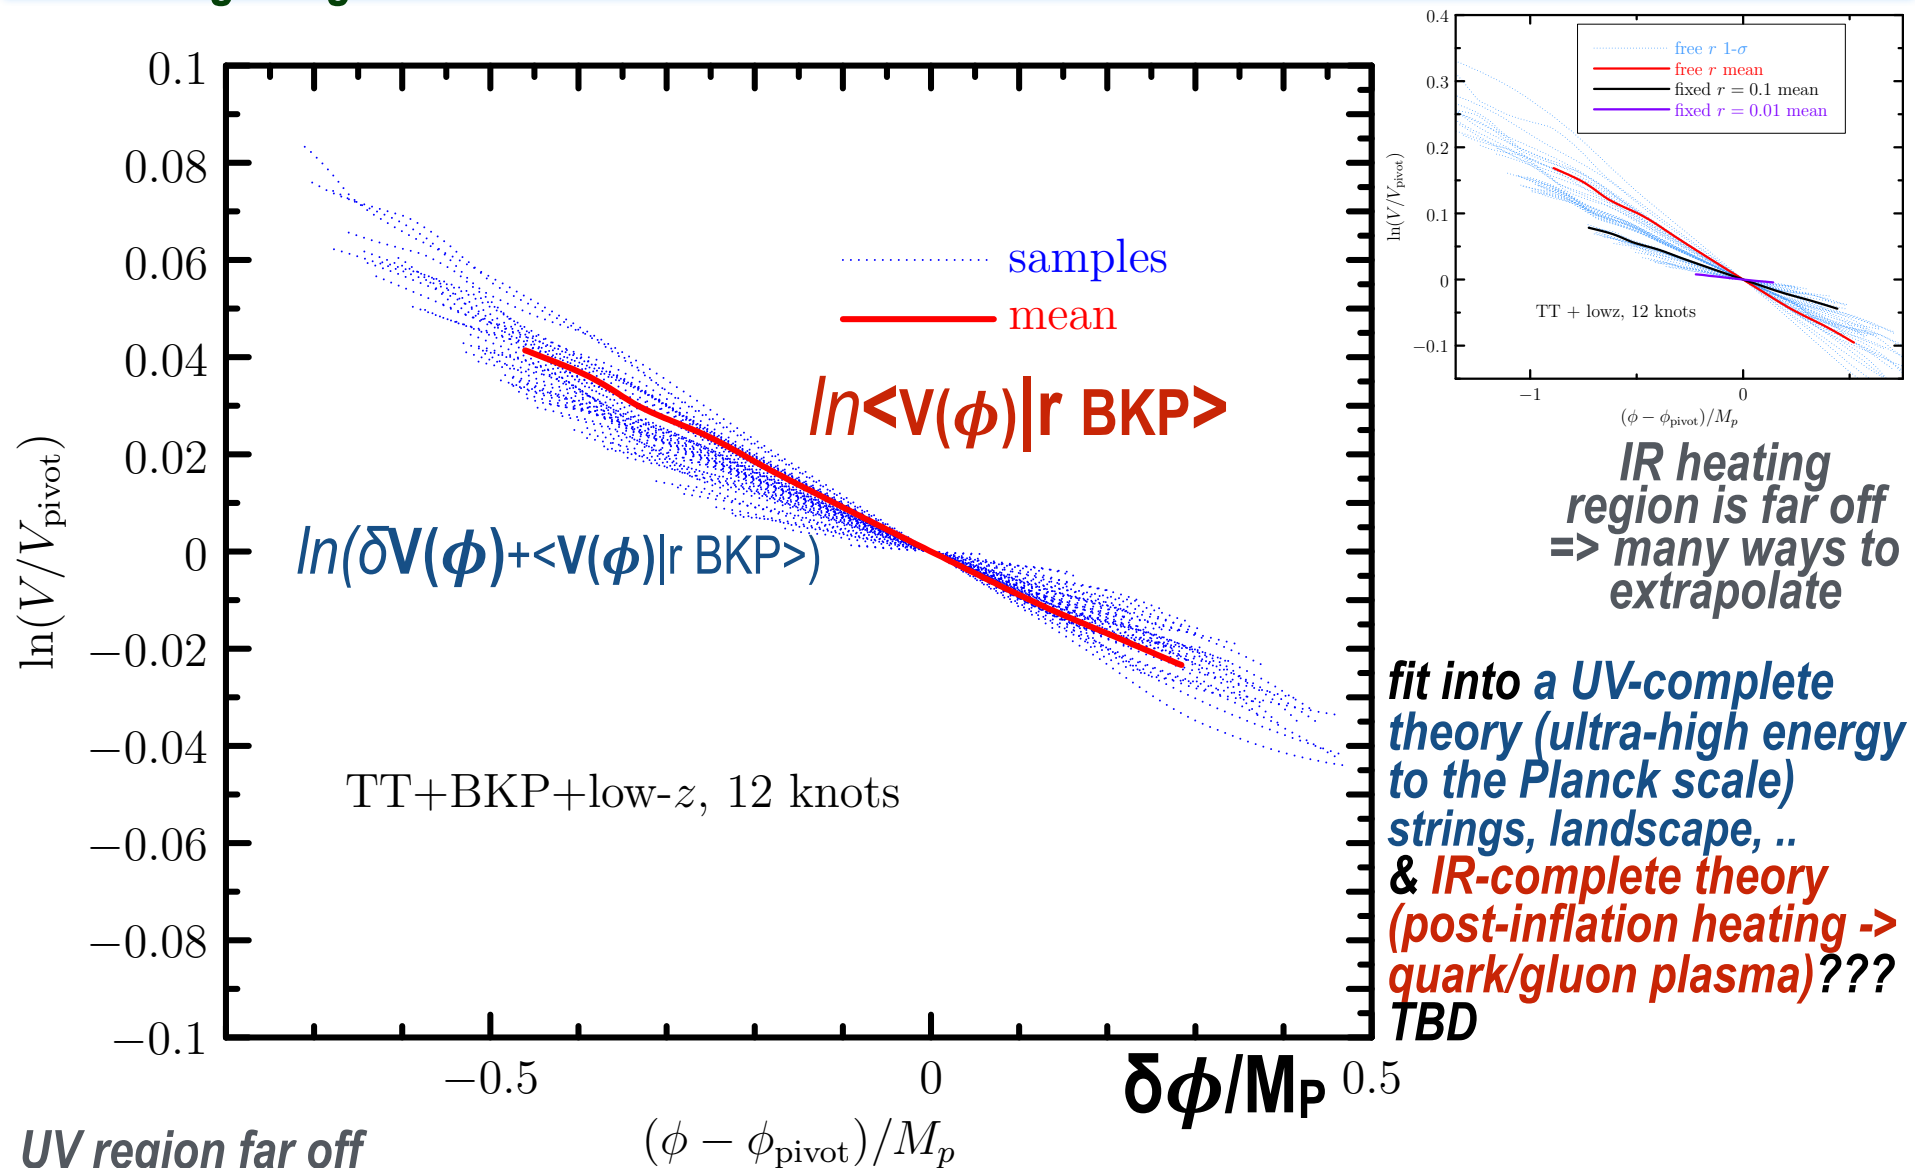 0.1
0.08
0.06
0.04
0.02
0
−0.02
−0.04
−0.06
−0.08
−0.1
ln(V/V_pivot)
samples
mean
ln<V(ϕ)|r BKP>
ln(δV(ϕ)+<V(ϕ)|r BKP>)
TT+BKP+low-z, 12 knots
−0.5
0
0.5
δϕ/MP
(ϕ − ϕ_pivot)/M_p
UV region far off
0.4
0.3
0.2
0.1
0
−0.1
ln(V/V_pivot)
free r 1-σ
free r mean
fixed r = 0.1 mean
fixed r = 0.01 mean
TT + lowz, 12 knots
−1
0
(ϕ − ϕ_pivot)/M_p
IR heating
region is far off
=> many ways to
extrapolate
fit into a UV-complete
theory (ultra-high energy
to the Planck scale)
strings, landscape, ..
& IR-complete theory
(post-inflation heating ->
quark/gluon plasma)???
TBD